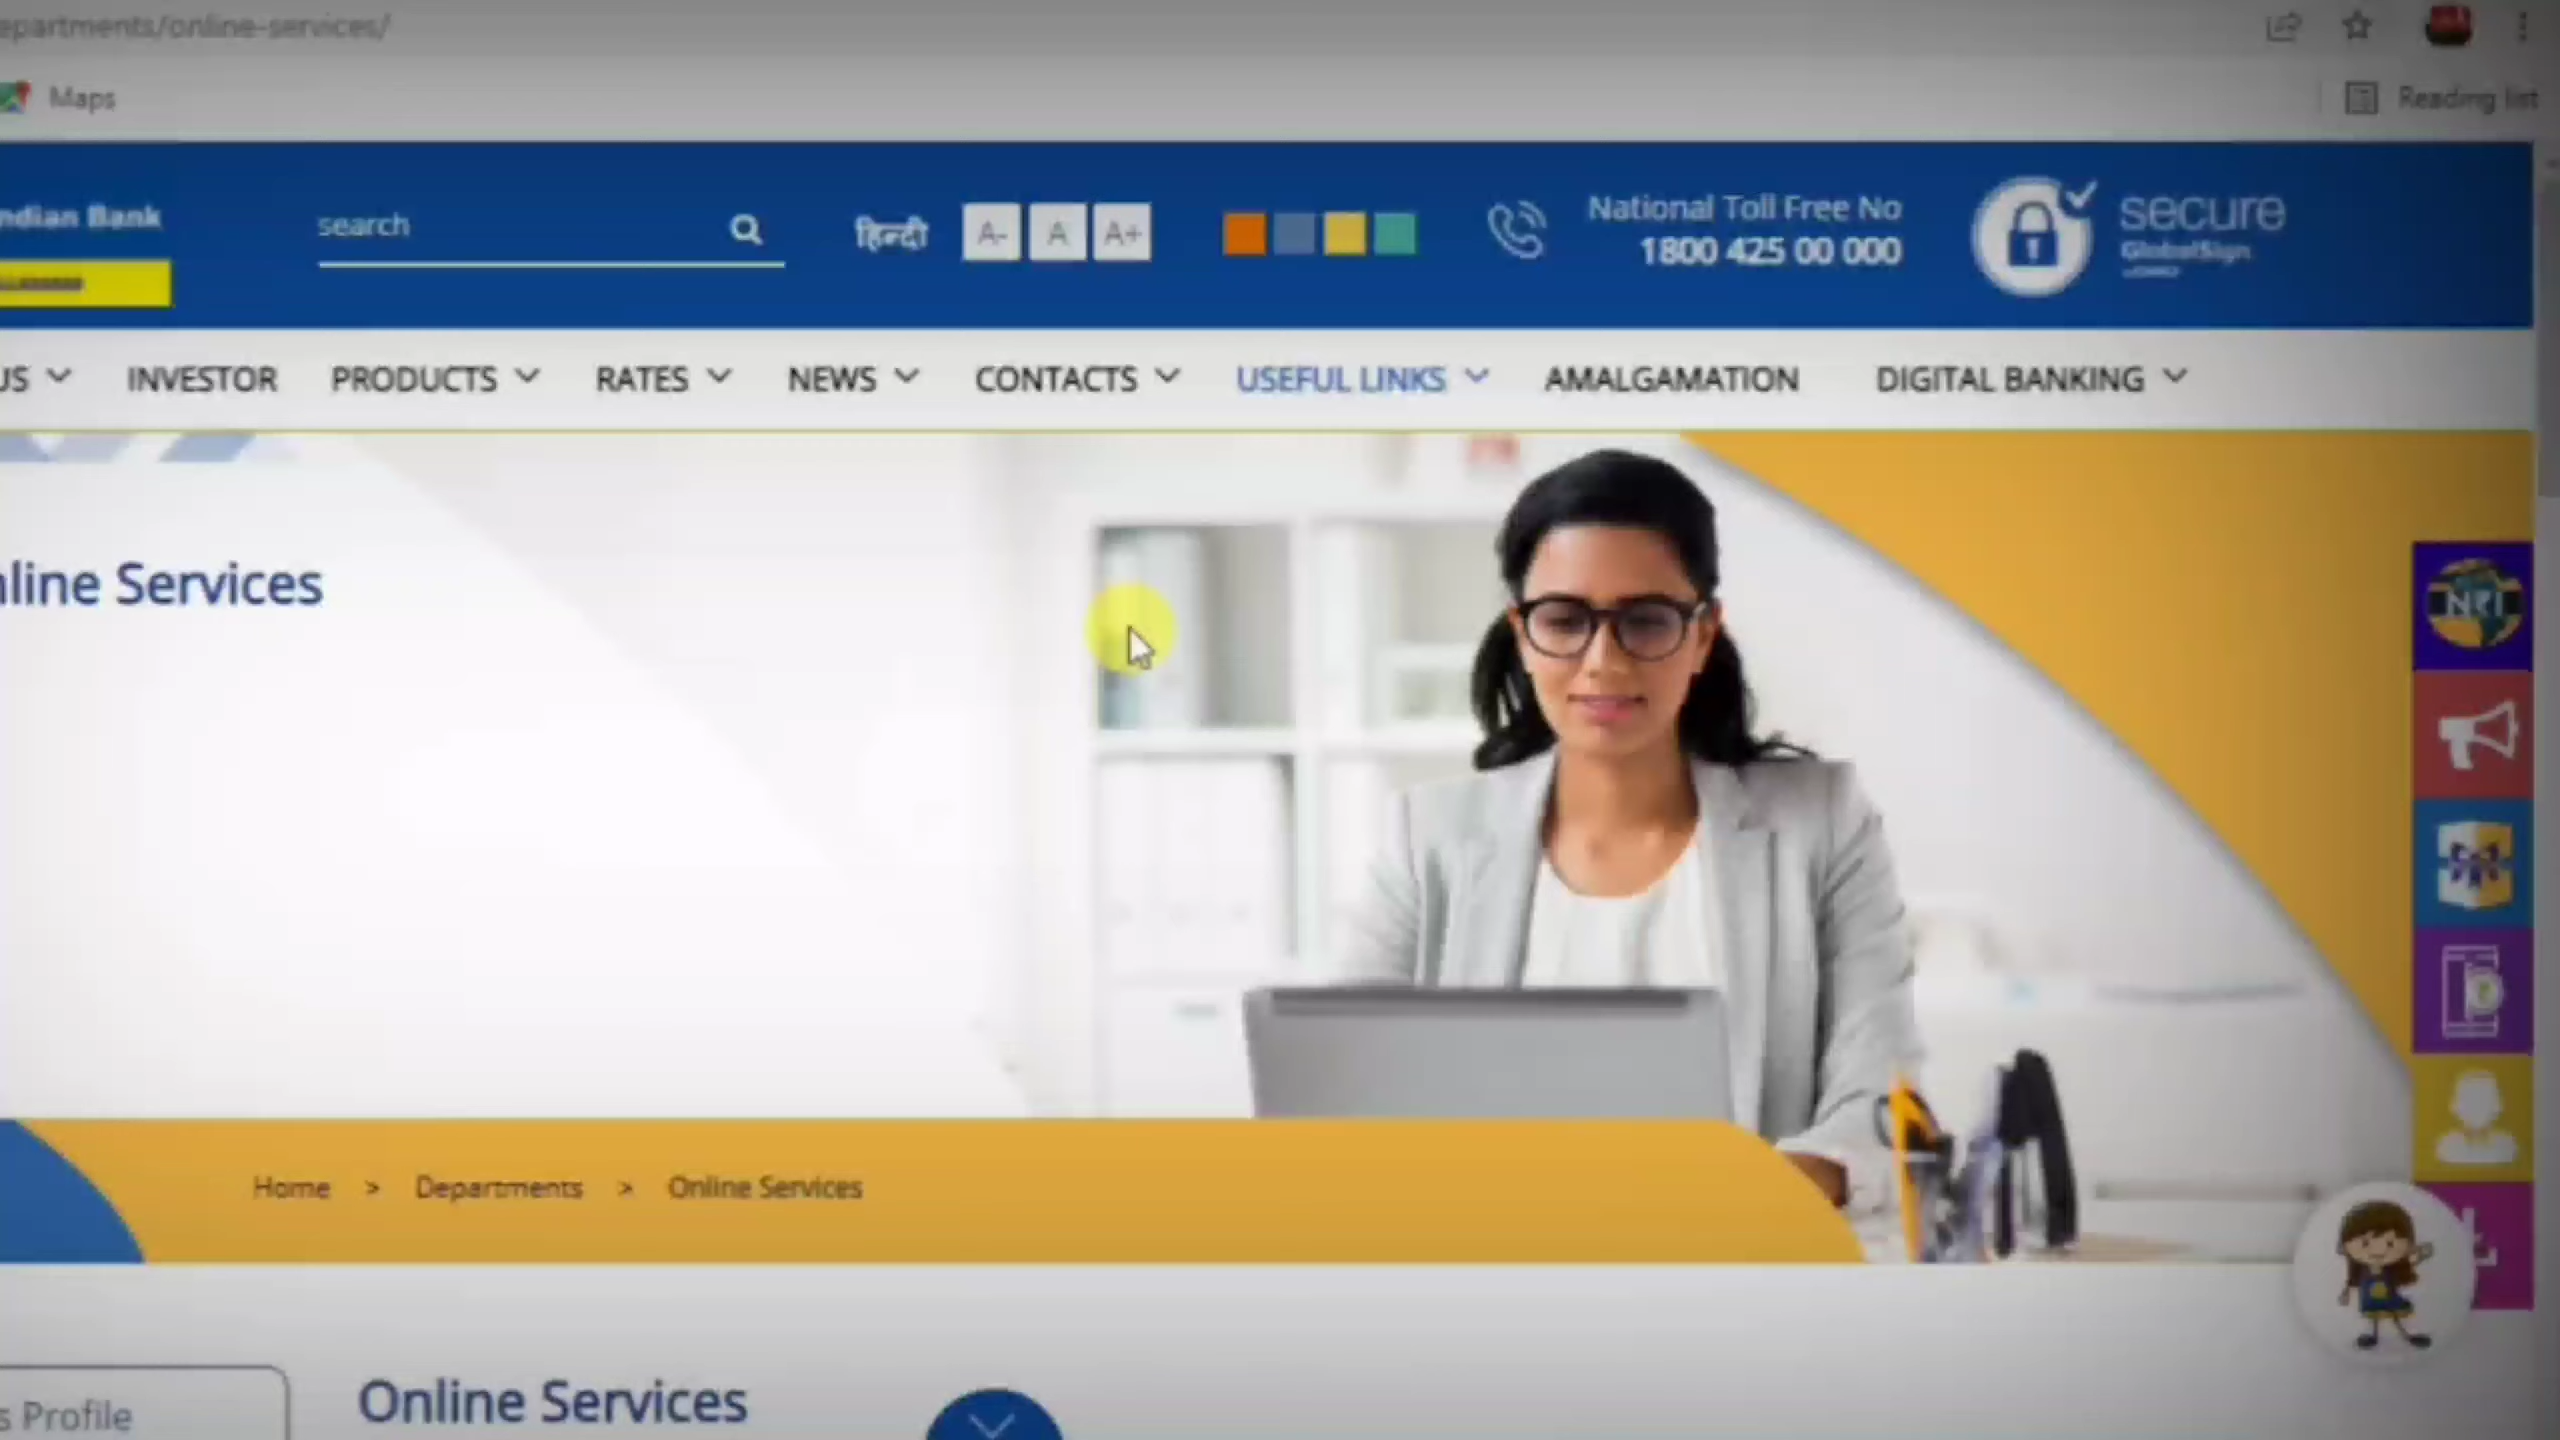 epartments/online-services/
Maps
Reading list
ndian Bank
search
हिन्दी
A-
A
A+
National Toll Free No
1800 425 00 000
secure
GlobalSign
US
INVESTOR
PRODUCTS
RATES
NEWS
CONTACTS
USEFUL LINKS
AMALGAMATION
DIGITAL BANKING
nline Services
NRI
Home > Departments > Online Services
Online Services
s Profile